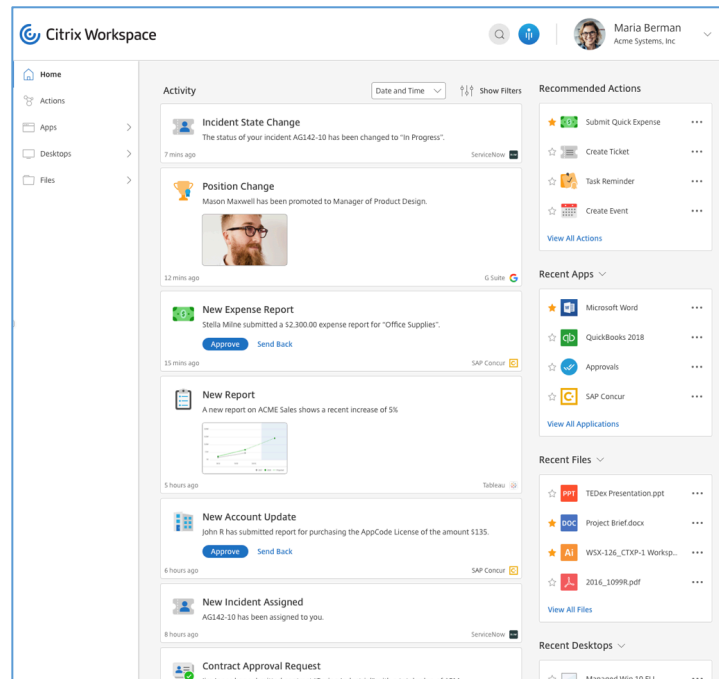 Citrix Workspace
Maria Berman
Acme Systems, Inc
Home
Actions
Apps
Desktops
Files
Activity
Date and Time
Show Filters
Incident State Change
The status of your incident AG142-10 has been changed to "In Progress".
7 mins ago
ServiceNow
Position Change
Mason Maxwell has been promoted to Manager of Product Design.
12 mins ago
G Suite
New Expense Report
Stella Milne submitted a $2,300.00 expense report for "Office Supplies".
Approve
Send Back
15 mins ago
SAP Concur
New Report
A new report on ACME Sales shows a recent increase of 5%
5 hours ago
Tableau
New Account Update
John R has submitted report for purchasing the AppCode License of the amount $135.
Approve
Send Back
6 hours ago
SAP Concur
New Incident Assigned
AG142-10 has been assigned to you.
8 hours ago
ServiceNow
Contract Approval Request
Recommended Actions
Submit Quick Expense
Create Ticket
Task Reminder
Create Event
View All Actions
Recent Apps
Microsoft Word
QuickBooks 2018
Approvals
SAP Concur
View All Applications
Recent Files
PPT
TEDex Presentation.ppt
DOC
Project Brief.docx
Ai
WSX-126_CTXP-1 Worksp..
2016_1099R.pdf
View All Files
Recent Desktops